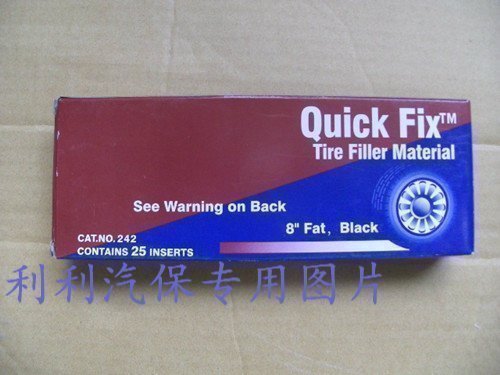 Quick Fix™
Tire Filler Material
See Warning on Back
8" Fat, Black
CAT.NO. 242
CONTAINS 25 INSERTS
利利汽保专用图片